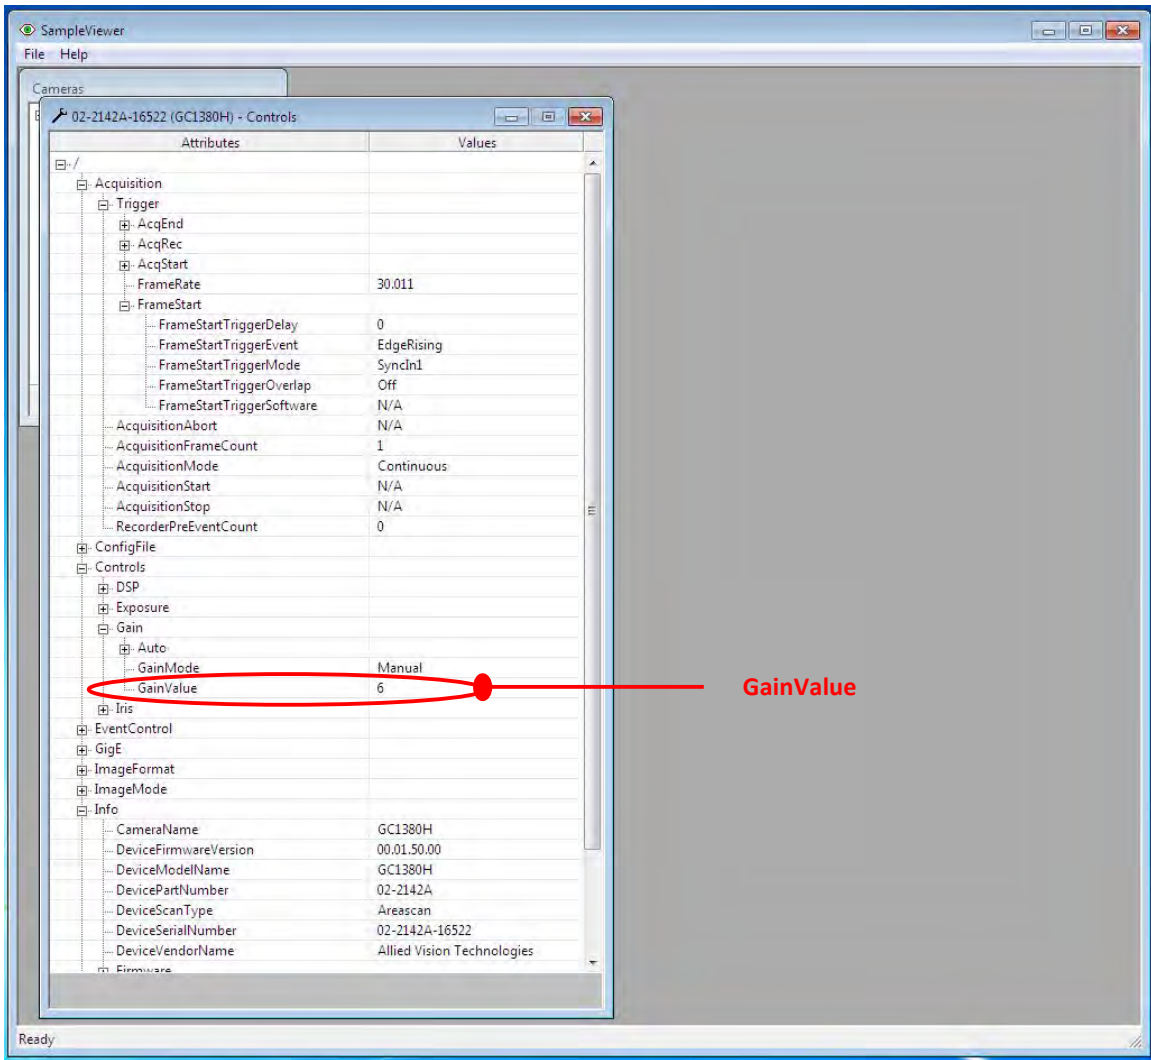 SampleViewer
File Help
Cameras
02-2142A-16522 (GC1380H) - Controls
Attributes Values
/
Acquisition
Trigger
AcqEnd
AcqRec
AcqStart
FrameRate 30.011
FrameStart
FrameStartTriggerDelay 0
FrameStartTriggerEvent EdgeRising
FrameStartTriggerMode SyncIn1
FrameStartTriggerOverlap Off
FrameStartTriggerSoftware N/A
AcquisitionAbort N/A
AcquisitionFrameCount 1
AcquisitionMode Continuous
AcquisitionStart N/A
AcquisitionStop N/A
RecorderPreEventCount 0
ConfigFile
Controls
DSP
Exposure
Gain
Auto
GainMode Manual
GainValue 6 GainValue
Iris
EventControl
GigE
ImageFormat
ImageMode
Info
CameraName GC1380H
DeviceFirmwareVersion 00.01.50.00
DeviceModelName GC1380H
DevicePartNumber 02-2142A
DeviceScanType Areascan
DeviceSerialNumber 02-2142A-16522
DeviceVendorName Allied Vision Technologies
Firmware
Ready